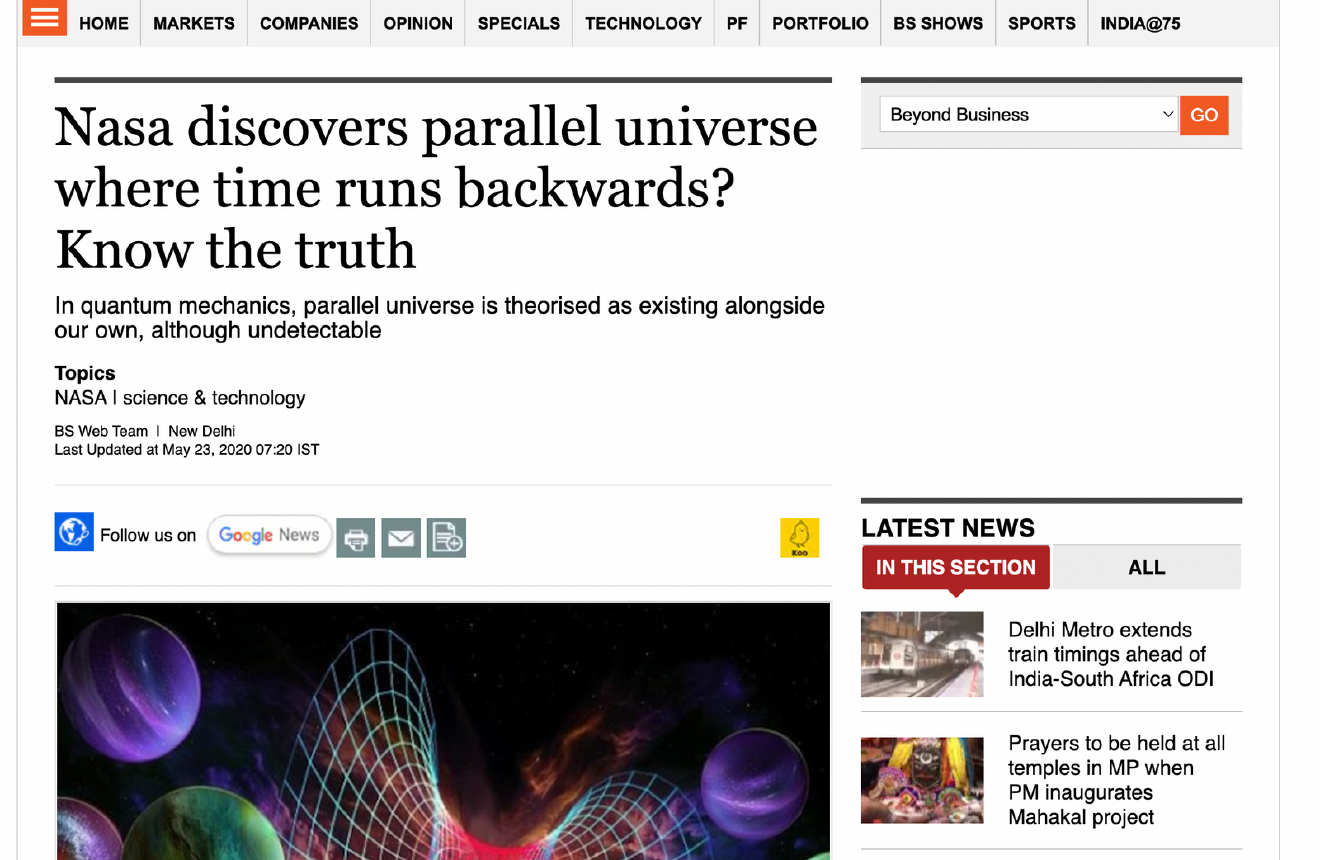 HOME MARKETS COMPANIES OPINION SPECIALS TECHNOLOGY PF PORTFOLIO BS SHOWS SPORTS INDIA@75
Nasa discovers parallel universe
where time runs backwards?
Know the truth
In quantum mechanics, parallel universe is theorised as existing alongside
our own, although undetectable
Topics
NASA I science & technology
BS Web Team I New Delhi
Last Updated at May 23, 2020 07:20 IST
Follow us on Google News
Koo
Beyond Business GO
LATEST NEWS
IN THIS SECTION ALL
Delhi Metro extends
train timings ahead of
India-South Africa ODI
Prayers to be held at all
temples in MP when
PM inaugurates
Mahakal project